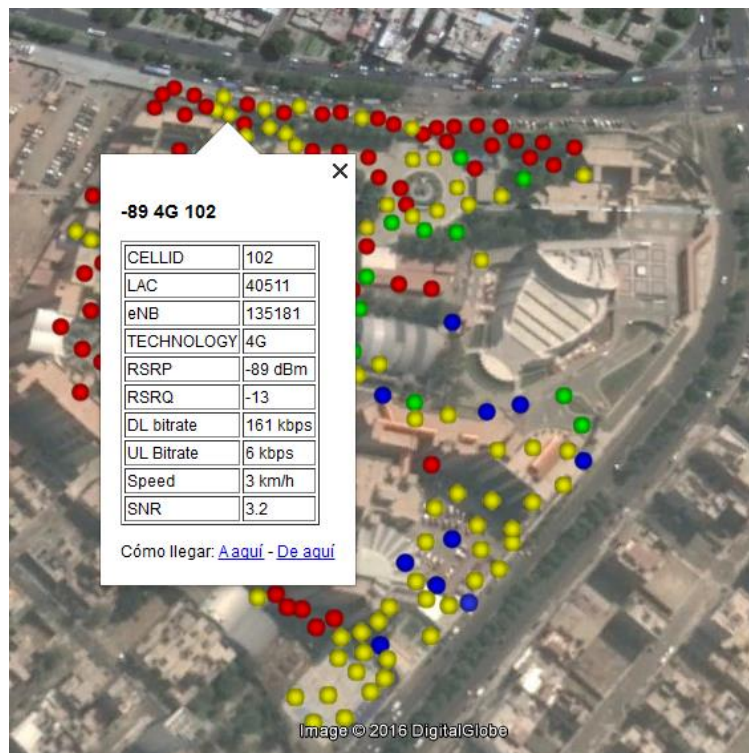 -89 4G 102
CELLID 102
LAC 40511
eNB 135181
TECHNOLOGY 4G
RSRP -89 dBm
RSRQ -13
DL bitrate 161 kbps
UL Bitrate 6 kbps
Speed 3 km/h
SNR 3.2
Cómo llegar: A aquí - De aquí
Image © 2016 DigitalGlobe